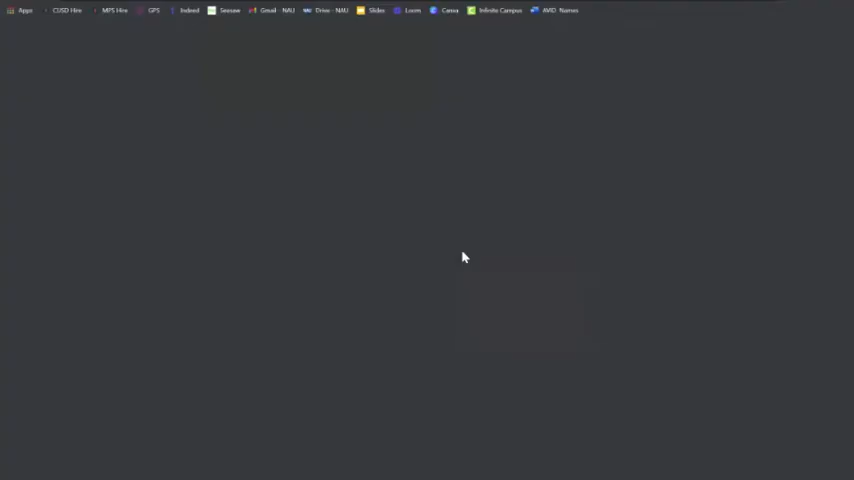 Apps CUSD Hire MPS Hire GPS Indeed Seesaw Gmail - NAU Drive - NAU Slides Loom Canva Infinite Campus AVID Names